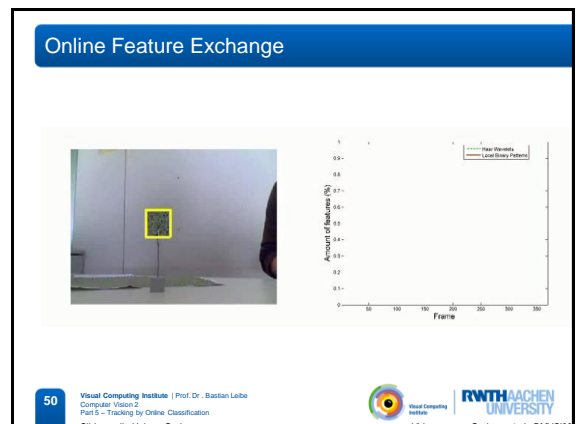 Online Feature Exchange
Haar Wavelets
Local Binary Patterns
Amount of features (%)
1
0.9
0.8
0.7
0.6
0.5
0.4
0.3
0.2
0.1
0
50 100 150 200 250 300 350
Frame
50
Visual Computing Institute | Prof. Dr . Bastian Leibe
Computer Vision 2
Part 5 – Tracking by Online Classification
Visual Computing
Institute
RWTHAACHEN
UNIVERSITY